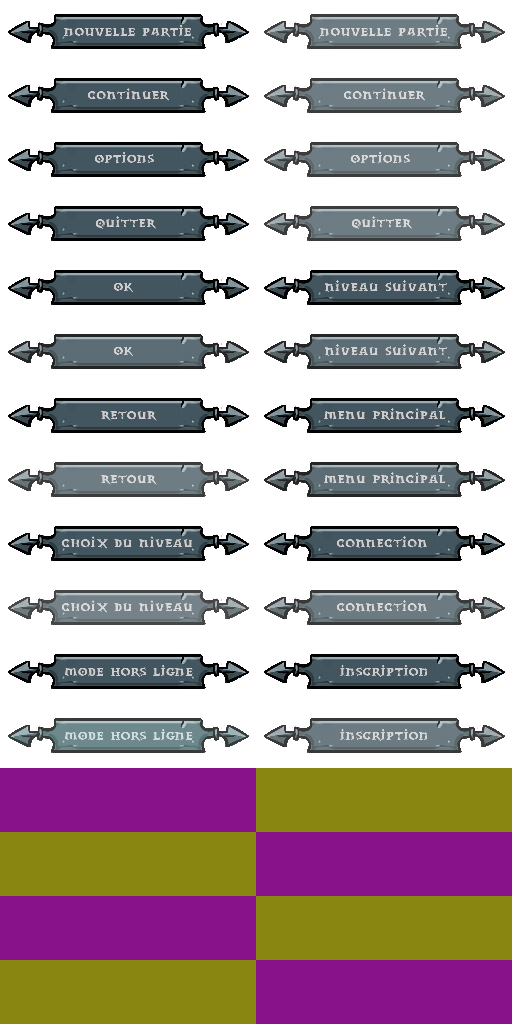 NOUVELLE PARTIE NOUVELLE PARTIE
CONTINUER CONTINUER
OPTIONS OPTIONS
QUITTER QUITTER
OK NIVEAU SUIVANT
OK NIVEAU SUIVANT
RETOUR MENU PRINCIPAL
RETOUR MENU PRINCIPAL
CHOIX DU NIVEAU CONNECTION
CHOIX DU NIVEAU CONNECTION
MODE HORS LIGNE INSCRIPTION
MODE HORS LIGNE INSCRIPTION